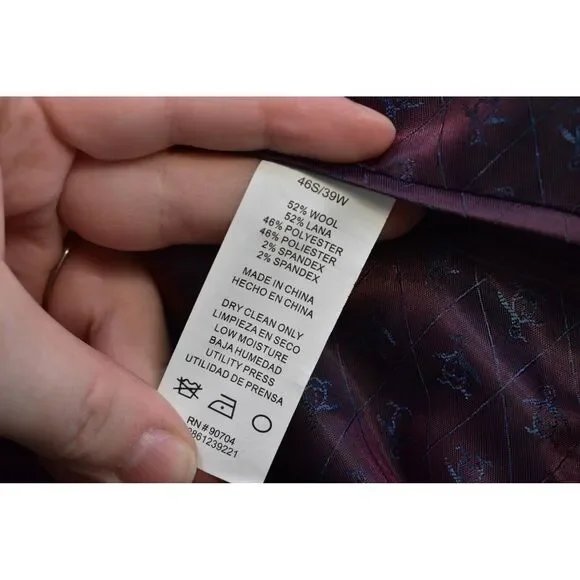 46S/39W
52% WOOL
52% LANA
46% POLYESTER
46% POLIESTER
2% SPANDEX
2% SPANDEX
MADE IN CHINA
HECHO EN CHINA
DRY CLEAN ONLY
LIMPIEZA EN SECO
LOW MOISTURE
BAJA HUMEDAD
UTILITY PRESS
UTILIDAD DE PRENSA
RN # 90704